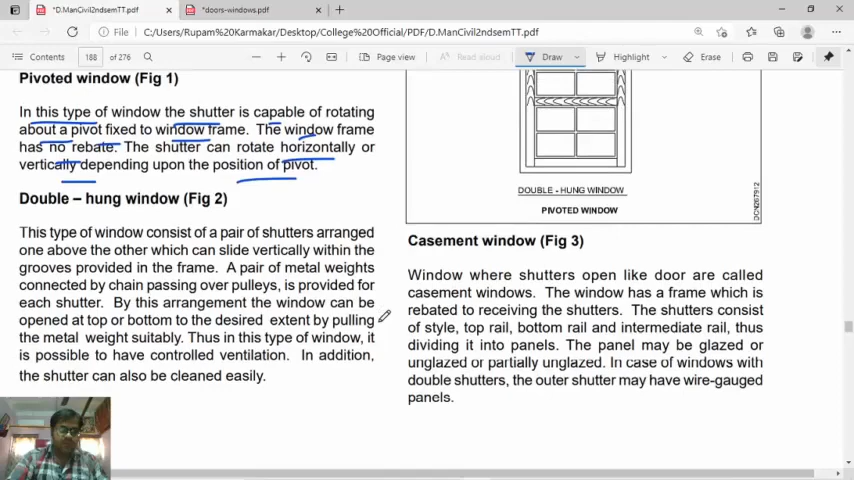 *D.ManCivil2ndsemTT.pdf
*doors-windows.pdf
File
C:/Users/Rupam%20Karmakar/Desktop/College%20Official/PDF/D.ManCivil2ndsemTT.pdf
Contents
188
of 276
Page view
Read aloud
Draw
Highlight
Erase
Pivoted window (Fig 1)
In this type of window the shutter is capable of rotating
about a pivot fixed to window frame. The window frame
has no rebate. The shutter can rotate horizontally or
vertically depending upon the position of pivot.
Double – hung window (Fig 2)
This type of window consist of a pair of shutters arranged
one above the other which can slide vertically within the
grooves provided in the frame. A pair of metal weights
connected by chain passing over pulleys, is provided for
each shutter. By this arrangement the window can be
opened at top or bottom to the desired extent by pulling
the metal weight suitably. Thus in this type of window, it
is possible to have controlled ventilation. In addition,
the shutter can also be cleaned easily.
DOUBLE - HUNG WINDOW
PIVOTED WINDOW
DCN267912
Casement window (Fig 3)
Window where shutters open like door are called
casement windows. The window has a frame which is
rebated to receiving the shutters. The shutters consist
of style, top rail, bottom rail and intermediate rail, thus
dividing it into panels. The panel may be glazed or
unglazed or partially unglazed. In case of windows with
double shutters, the outer shutter may have wire-gauged
panels.